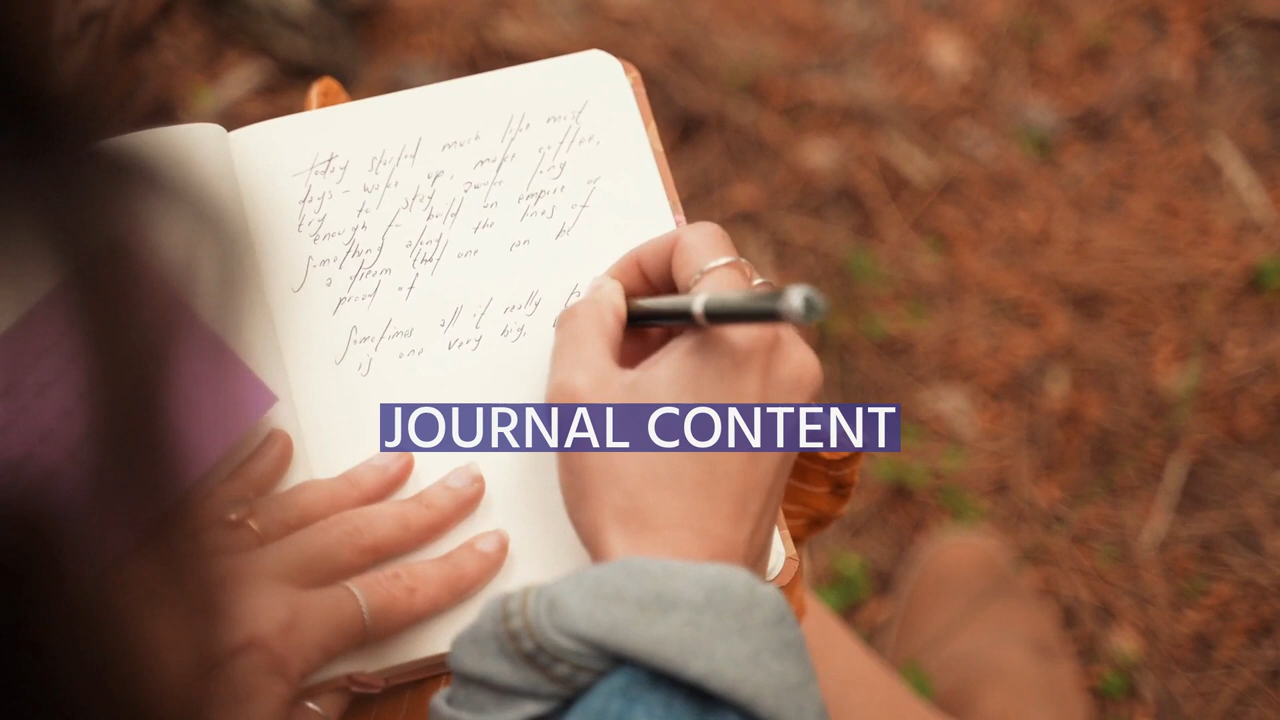 today started much like most
days - wake up, make coffee,
try to stay awake long
enough to build an empire or
something along the lines of
a dream that one can be
proud of
Sometimes all it really
is one very big,
JOURNAL CONTENT